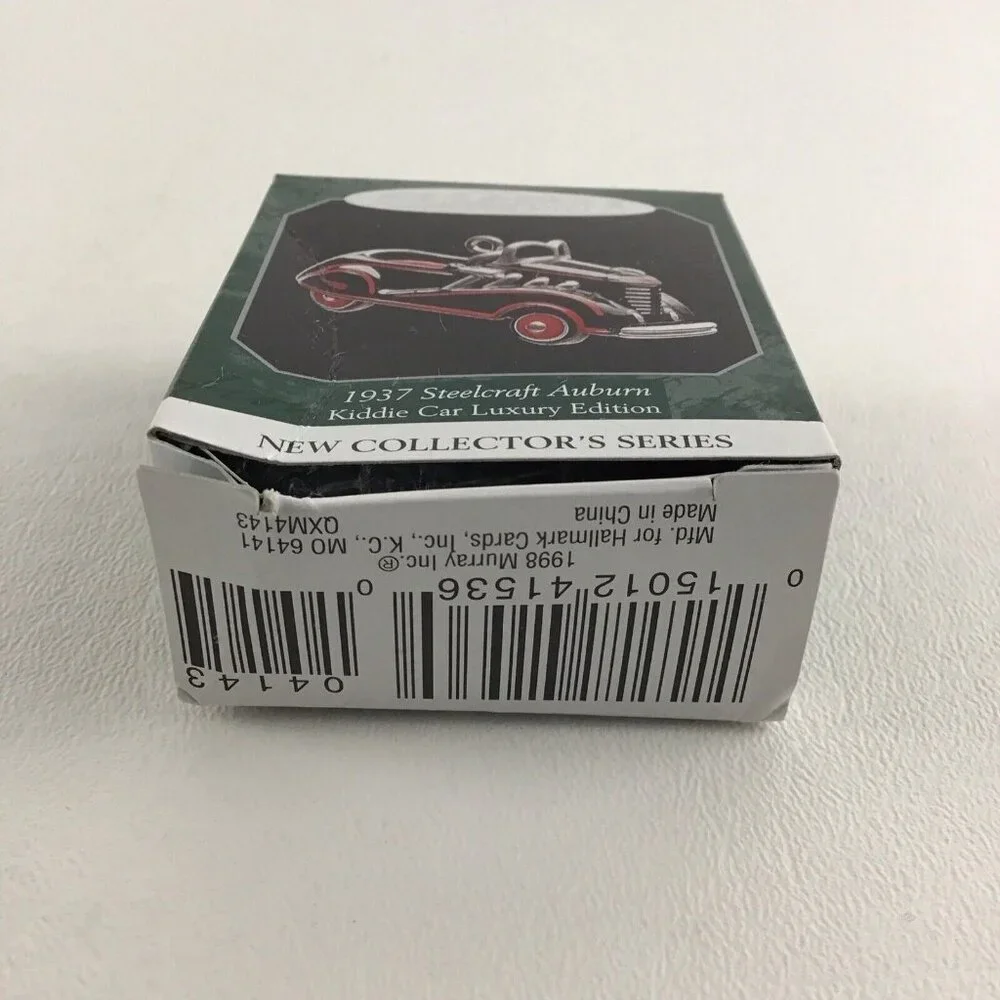 1937 Steelcraft Auburn
Kiddie Car Luxury Edition
NEW COLLECTOR'S SERIES
0 15012 41536 0
04143
1998 Murray Inc.®
Mfd. for Hallmark Cards, Inc., K.C., MO 64141
Made in China QXM4143